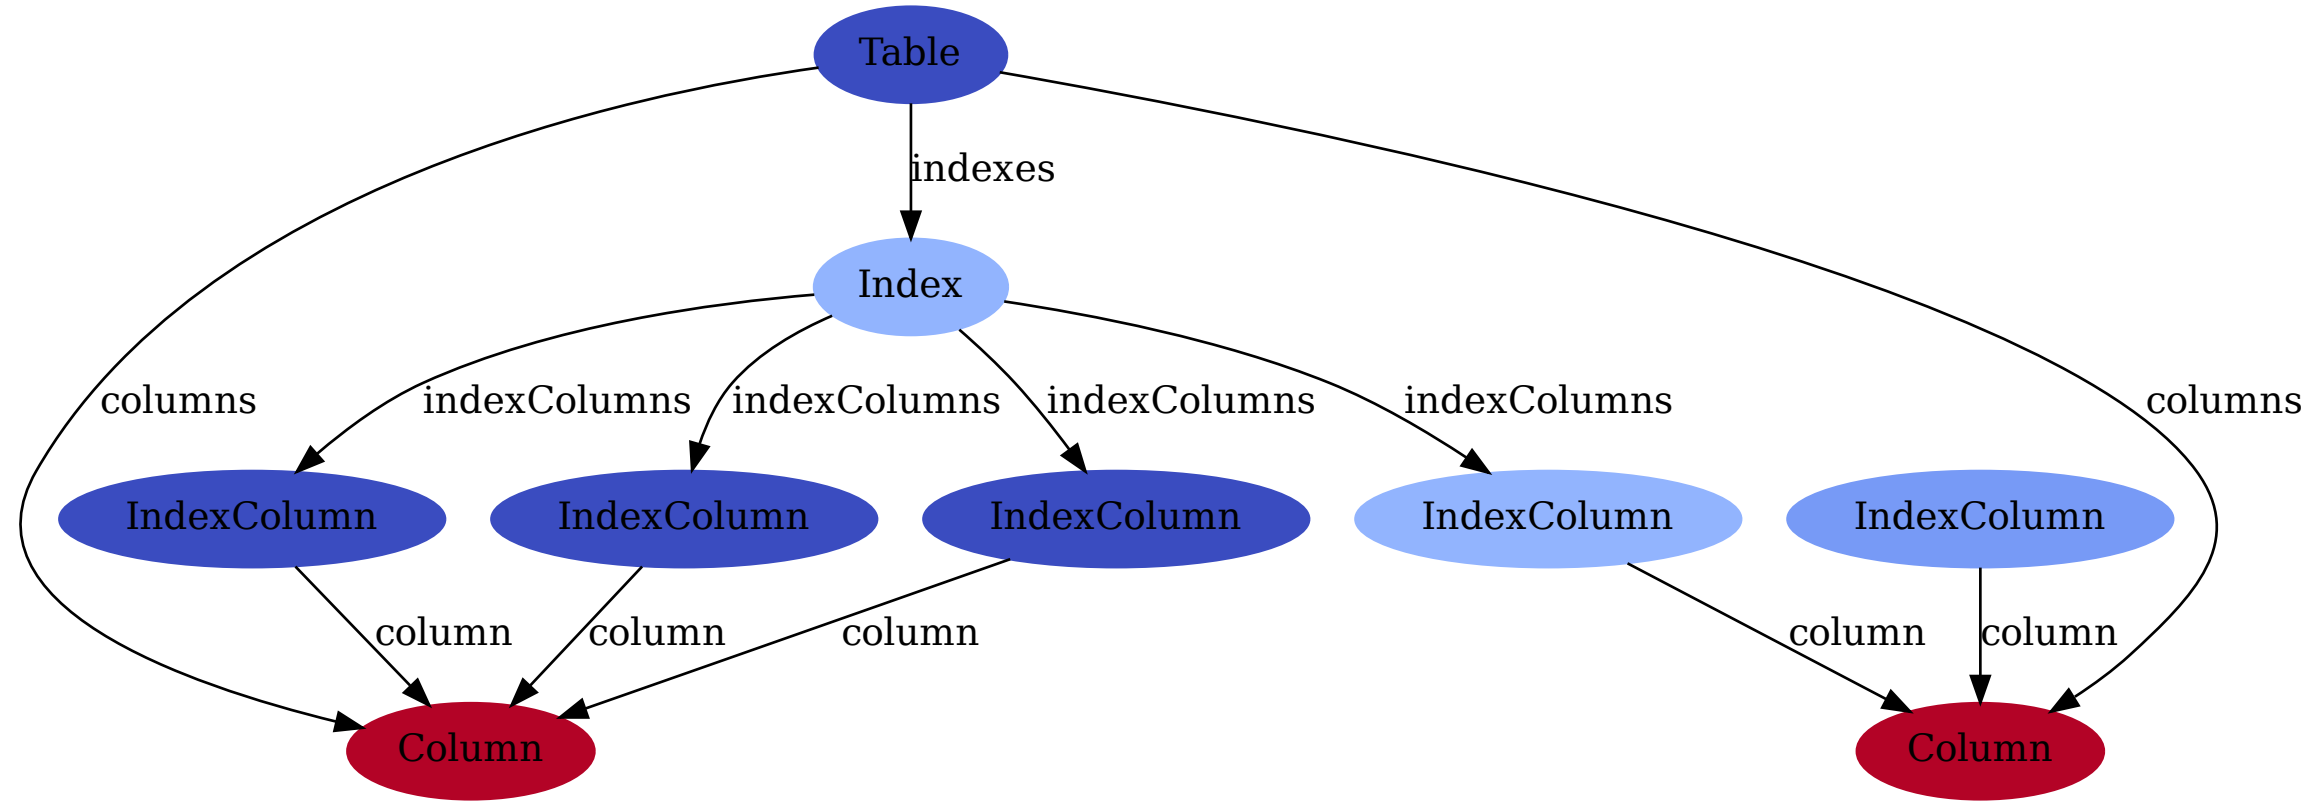 Table
indexes
Index
columns
indexColumns
indexColumns
indexColumns
indexColumns
columns
IndexColumn
IndexColumn
IndexColumn
IndexColumn
IndexColumn
column
column
column
column
column
Column
Column